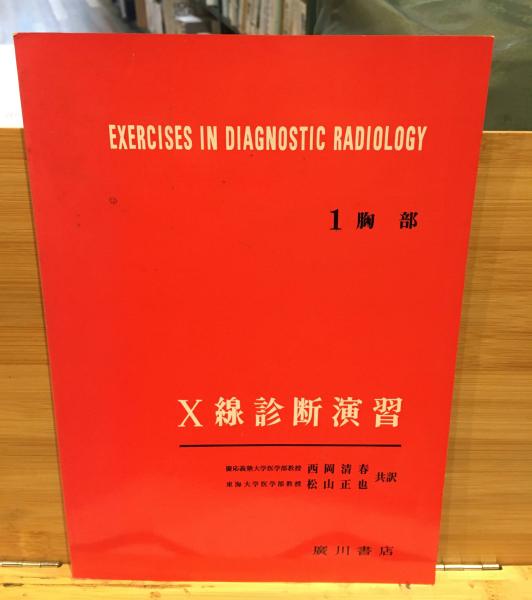 EXERCISES IN DIAGNOSTIC RADIOLOGY
1 胸部
X線診断演習
慶応義塾大学医学部教授 西岡清春
東海大学医学部教授 松山正也
共訳
廣川書店